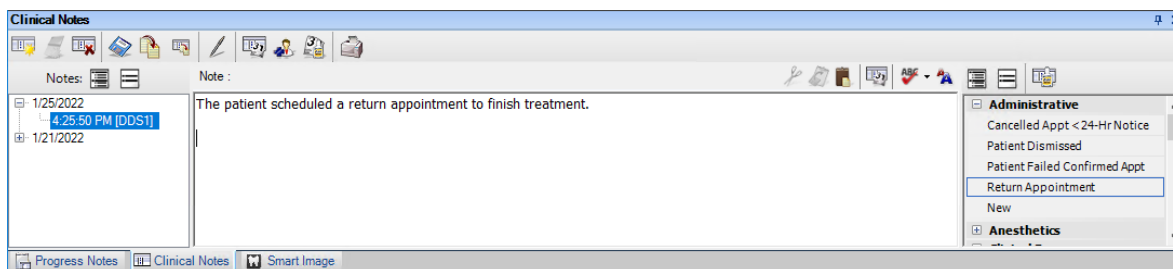 Clinical Notes
Notes:
Note :
ABC
1/25/2022
4:25:50 PM [DDS1]
1/21/2022
The patient scheduled a return appointment to finish treatment.
Administrative
Cancelled Appt <24-Hr Notice
Patient Dismissed
Patient Failed Confirmed Appt
Return Appointment
New
Anesthetics
Progress Notes
Clinical Notes
Smart Image